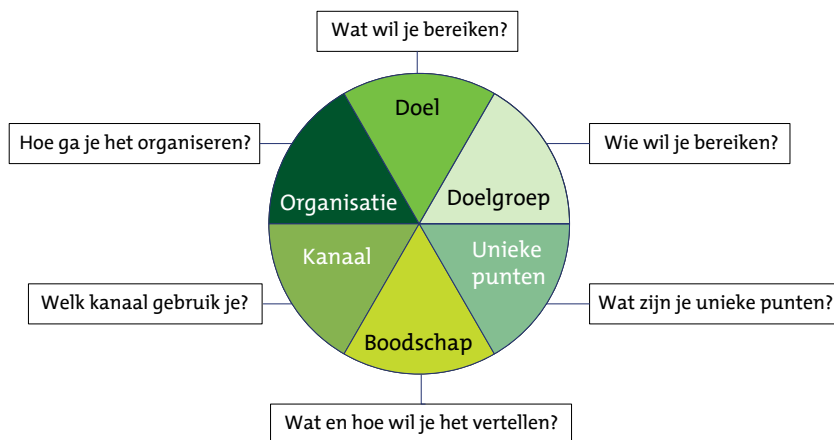 Wat wil je bereiken?
Doel
Hoe ga je het organiseren?
Wie wil je bereiken?
Organisatie
Doelgroep
Kanaal
Unieke
punten
Welk kanaal gebruik je?
Wat zijn je unieke punten?
Boodschap
Wat en hoe wil je het vertellen?